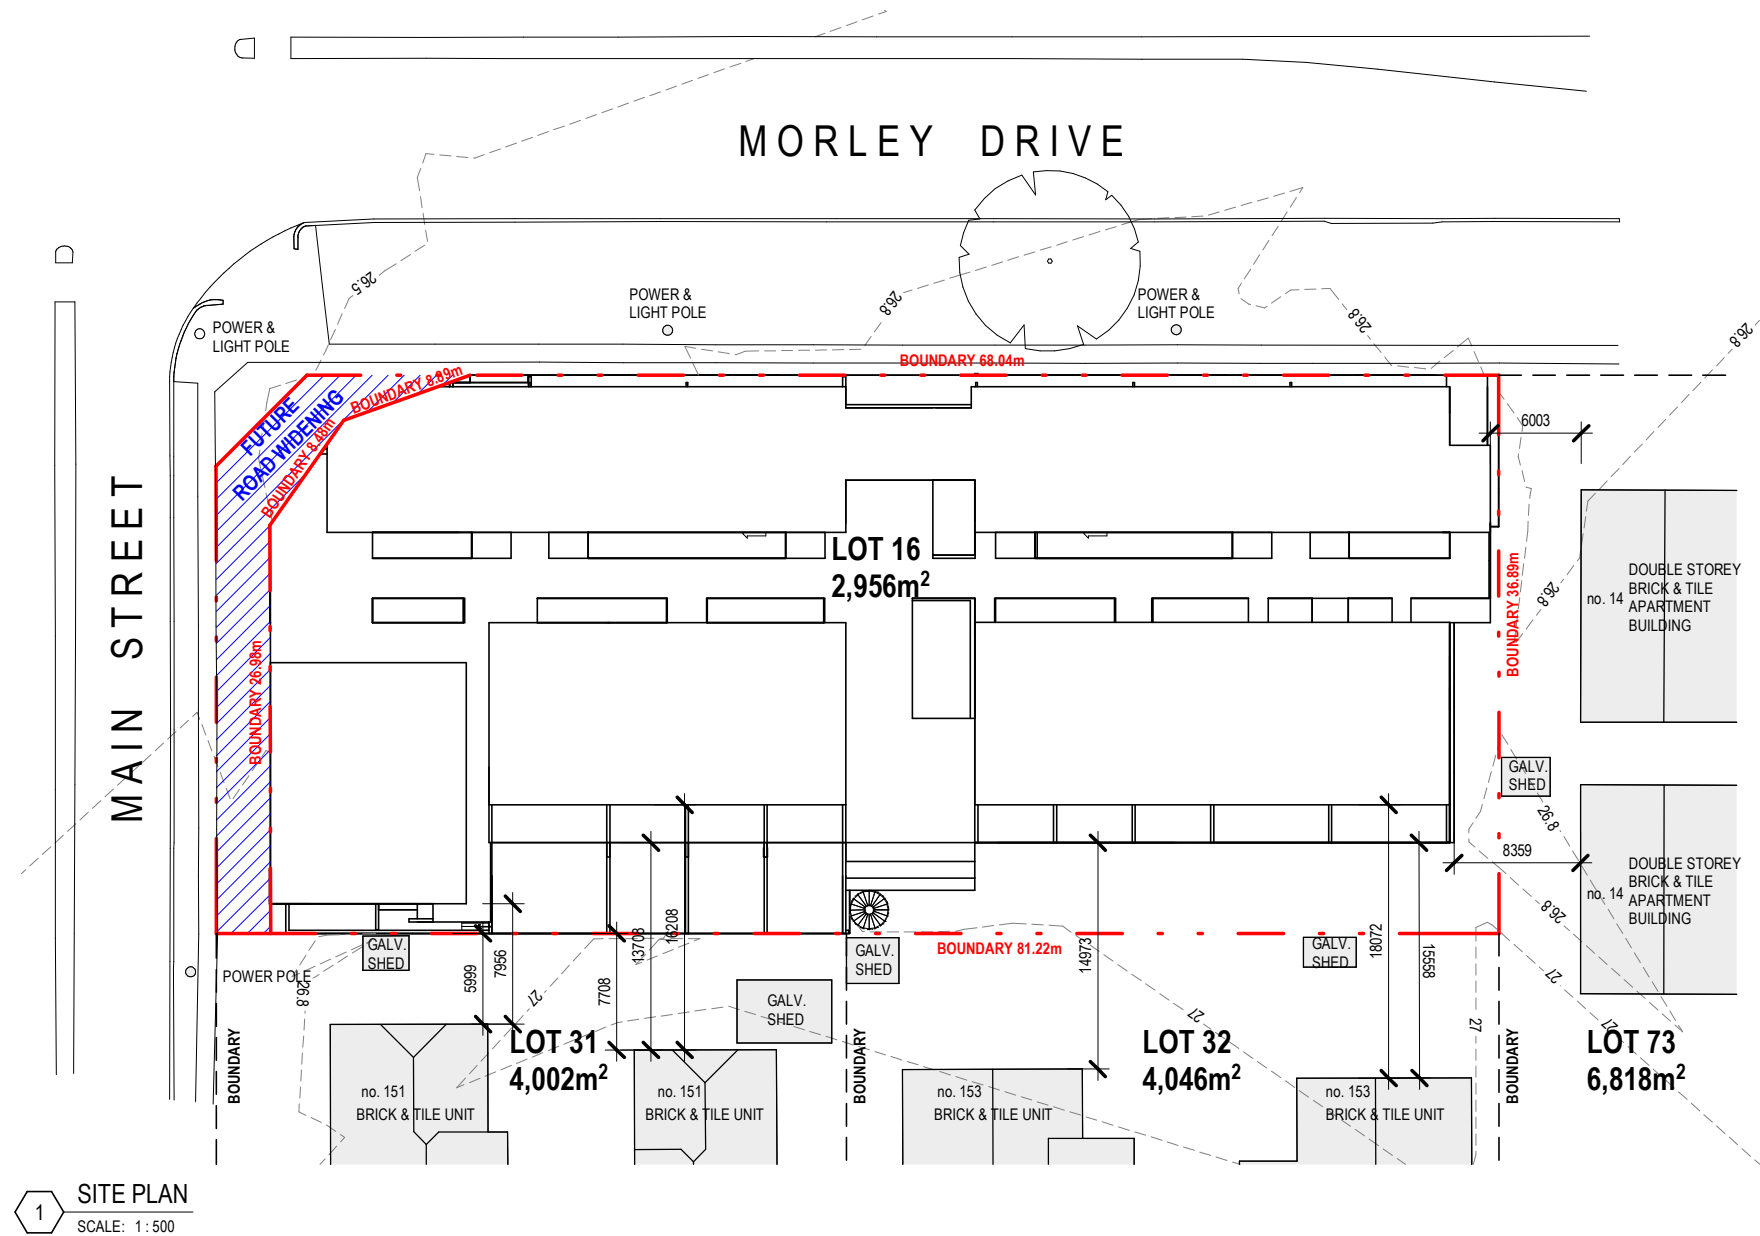 MORLEY DRIVE
MAIN STREET
26.5
26.8
26.8
26.8
POWER &
LIGHT POLE
POWER &
LIGHT POLE
POWER &
LIGHT POLE
BOUNDARY 68.04m
BOUNDARY 8.89m
BOUNDARY 8.48m
FUTURE
ROAD WIDENING
6003
LOT 16
2,956m²
BOUNDARY 36.89m
26.8
no. 14
DOUBLE STOREY
BRICK & TILE
APARTMENT
BUILDING
BOUNDARY 26.98m
GALV.
SHED
26.8
8359
no. 14
DOUBLE STOREY
BRICK & TILE
APARTMENT
BUILDING
26.8
GALV.
SHED
GALV.
SHED
BOUNDARY 81.22m
GALV.
SHED
POWER POLE
26.8
5999
7956
27
7708
13708
16208
14973
18072
15558
27
27
27
27
GALV.
SHED
BOUNDARY
LOT 31
4,002m²
BOUNDARY
LOT 32
4,046m²
BOUNDARY
LOT 73
6,818m²
no. 151
BRICK & TILE UNIT
no. 151
BRICK & TILE UNIT
no. 153
BRICK & TILE UNIT
no. 153
BRICK & TILE UNIT
1
SITE PLAN
SCALE: 1 : 500